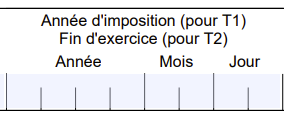 Année d'imposition (pour T1)
Fin d'exercice (pour T2)
Année Mois Jour